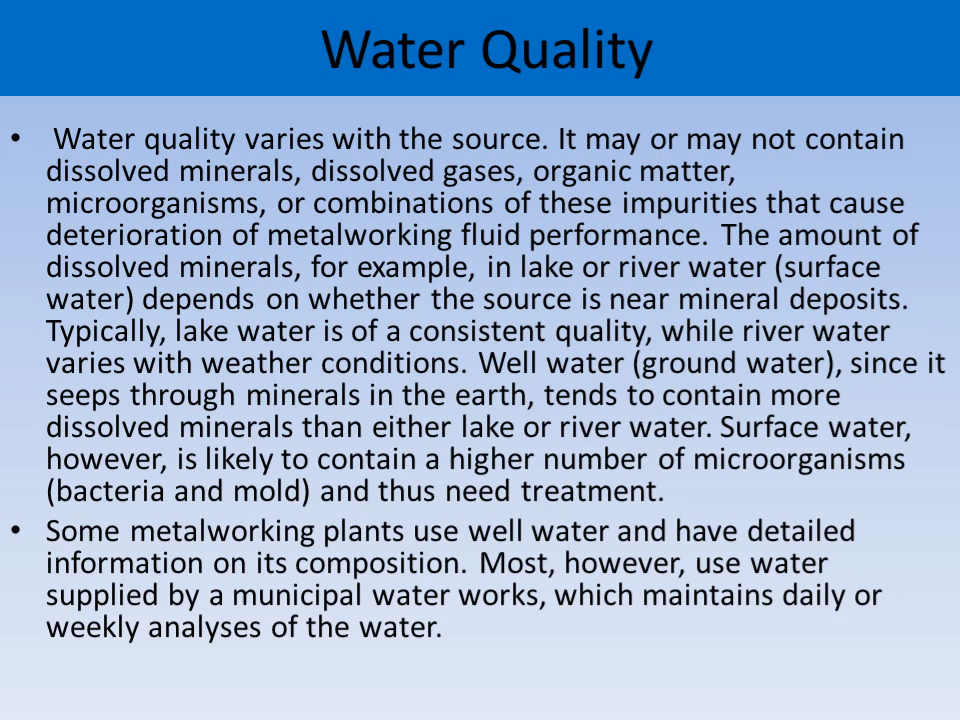 Water Quality
• Water quality varies with the source. It may or may not contain
dissolved minerals, dissolved gases, organic matter,
microorganisms, or combinations of these impurities that cause
deterioration of metalworking fluid performance. The amount of
dissolved minerals, for example, in lake or river water (surface
water) depends on whether the source is near mineral deposits.
Typically, lake water is of a consistent quality, while river water
varies with weather conditions. Well water (ground water), since it
seeps through minerals in the earth, tends to contain more
dissolved minerals than either lake or river water. Surface water,
however, is likely to contain a higher number of microorganisms
(bacteria and mold) and thus need treatment.
• Some metalworking plants use well water and have detailed
information on its composition. Most, however, use water
supplied by a municipal water works, which maintains daily or
weekly analyses of the water.